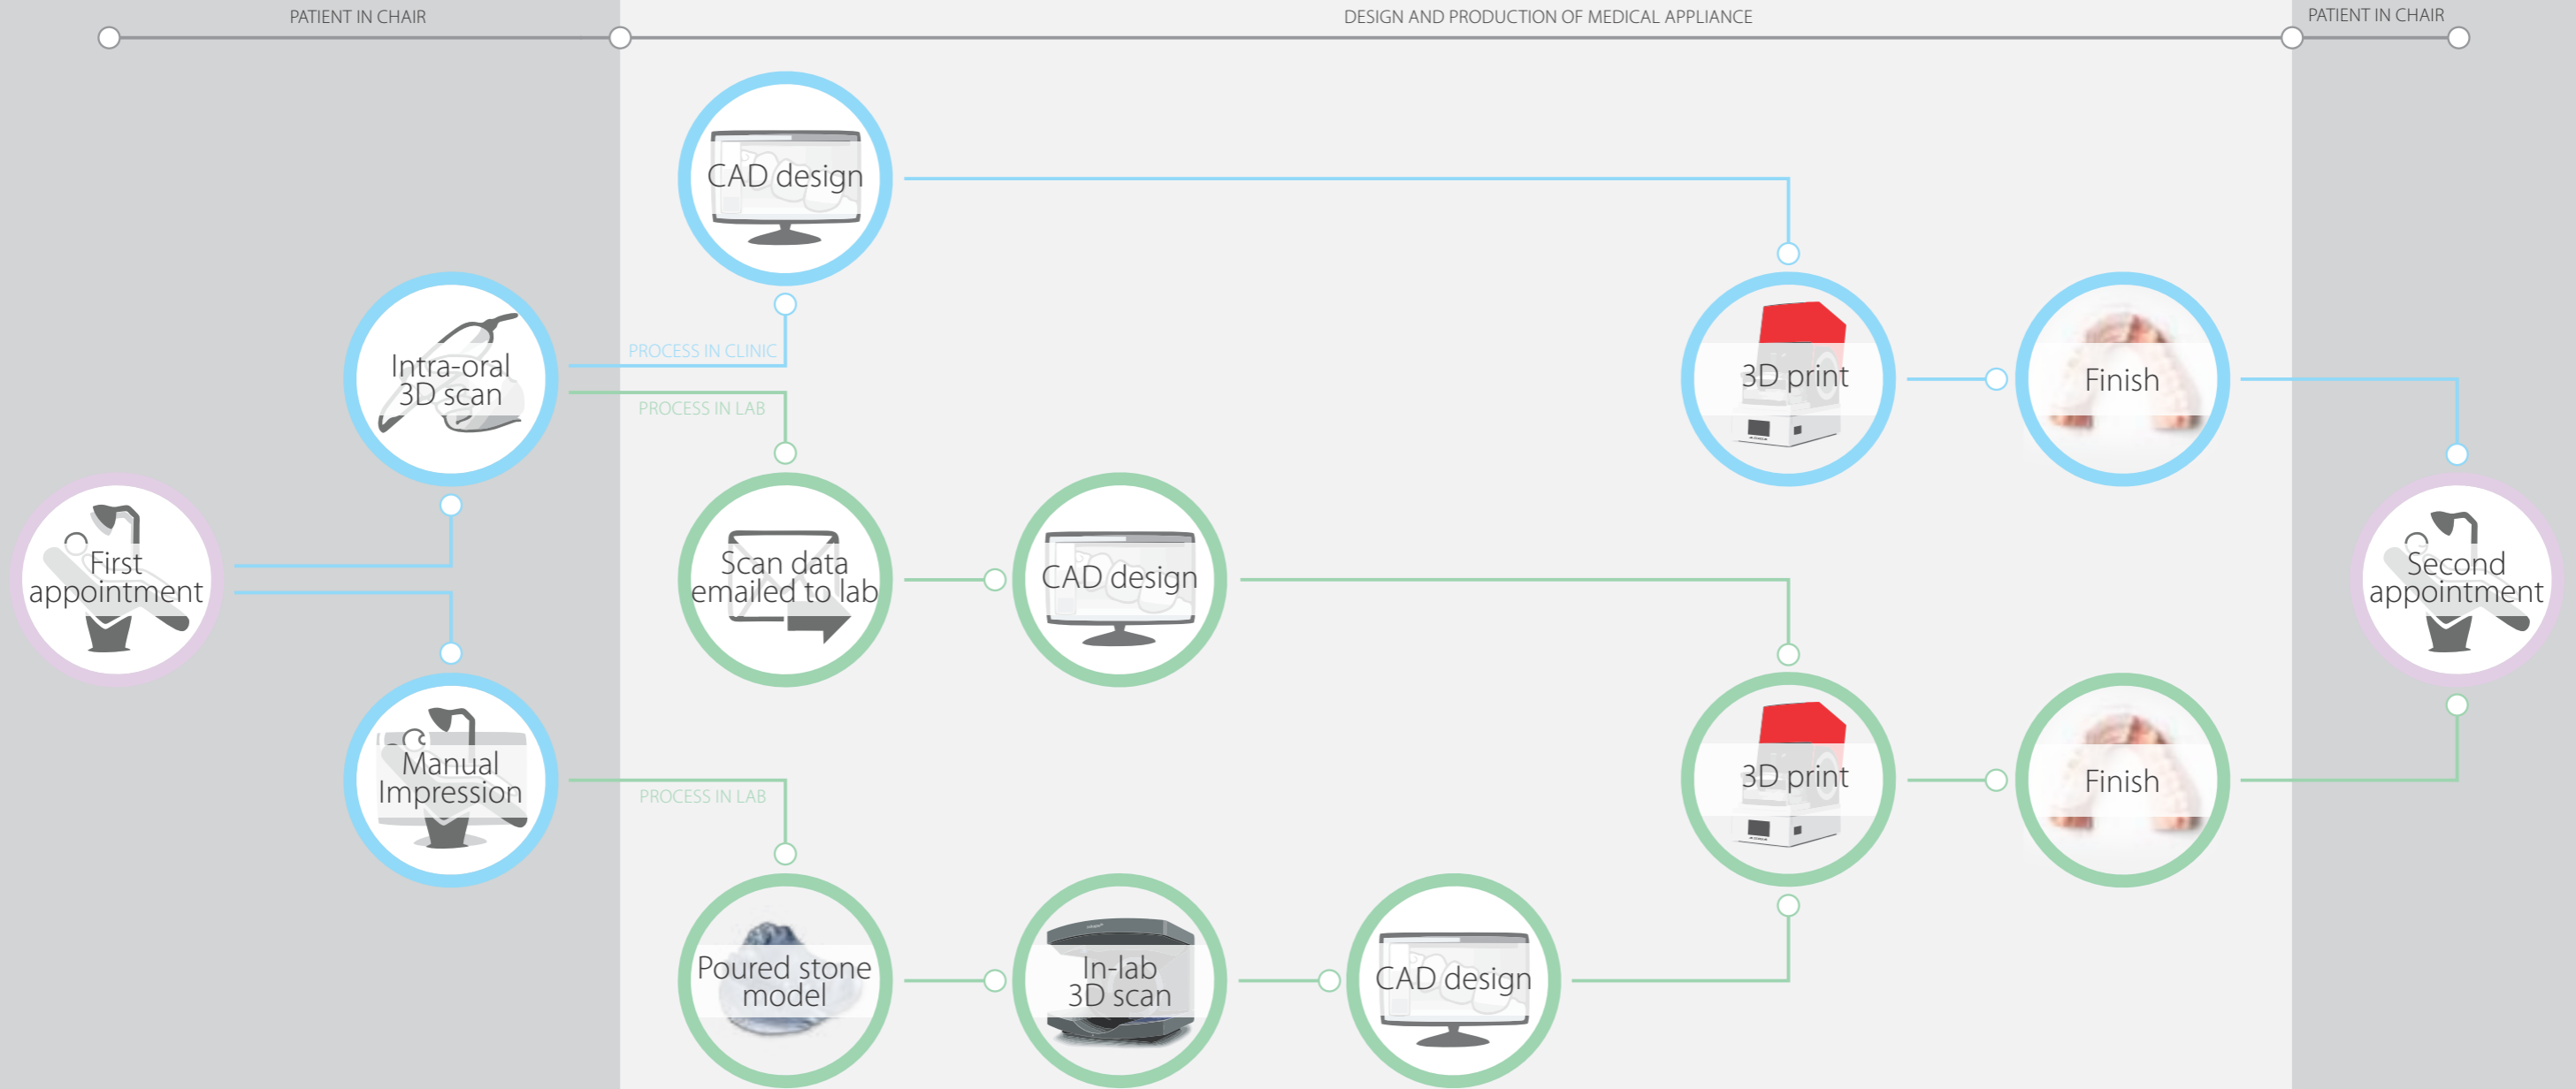 PATIENT IN CHAIR
DESIGN AND PRODUCTION OF MEDICAL APPLIANCE
PATIENT IN CHAIR
CAD design
Intra-oral
3D scan
PROCESS IN CLINIC
PROCESS IN LAB
3D print
Finish
First
appointment
Scan data
emailed to lab
CAD design
Second
appointment
Manual
Impression
PROCESS IN LAB
3D print
Finish
Poured stone
model
In-lab
3D scan
CAD design